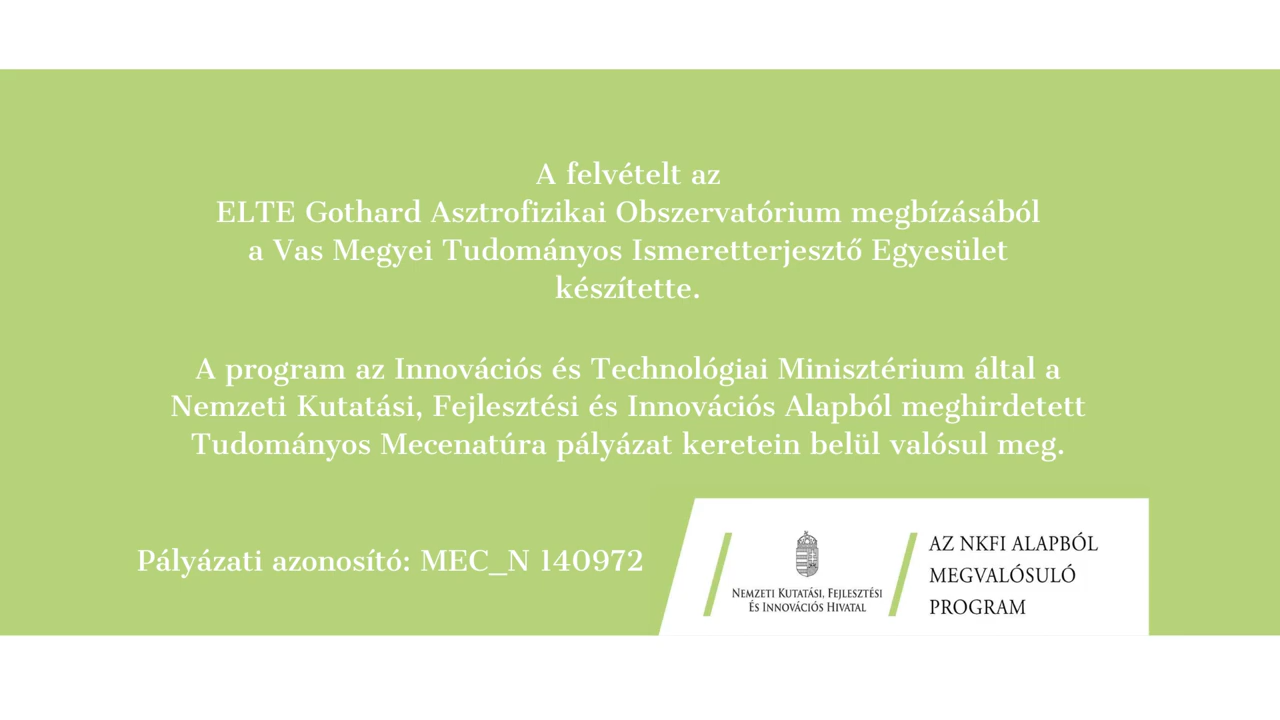 A felvételt az
ELTE Gothard Asztrofizikai Obszervatórium megbízásából
a Vas Megyei Tudományos Ismeretterjesztő Egyesület
készítette.
A program az Innovációs és Technológiai Minisztérium által a
Nemzeti Kutatási, Fejlesztési és Innovációs Alapból meghirdetett
Tudományos Mecenatúra pályázat keretein belül valósul meg.
Pályázati azonosító: MEC_N 140972
NEMZETI KUTATÁSI, FEJLESZTÉSI
ÉS INNOVÁCIÓS HIVATAL
AZ NKFI ALAPBÓL
MEGVALÓSULÓ
PROGRAM